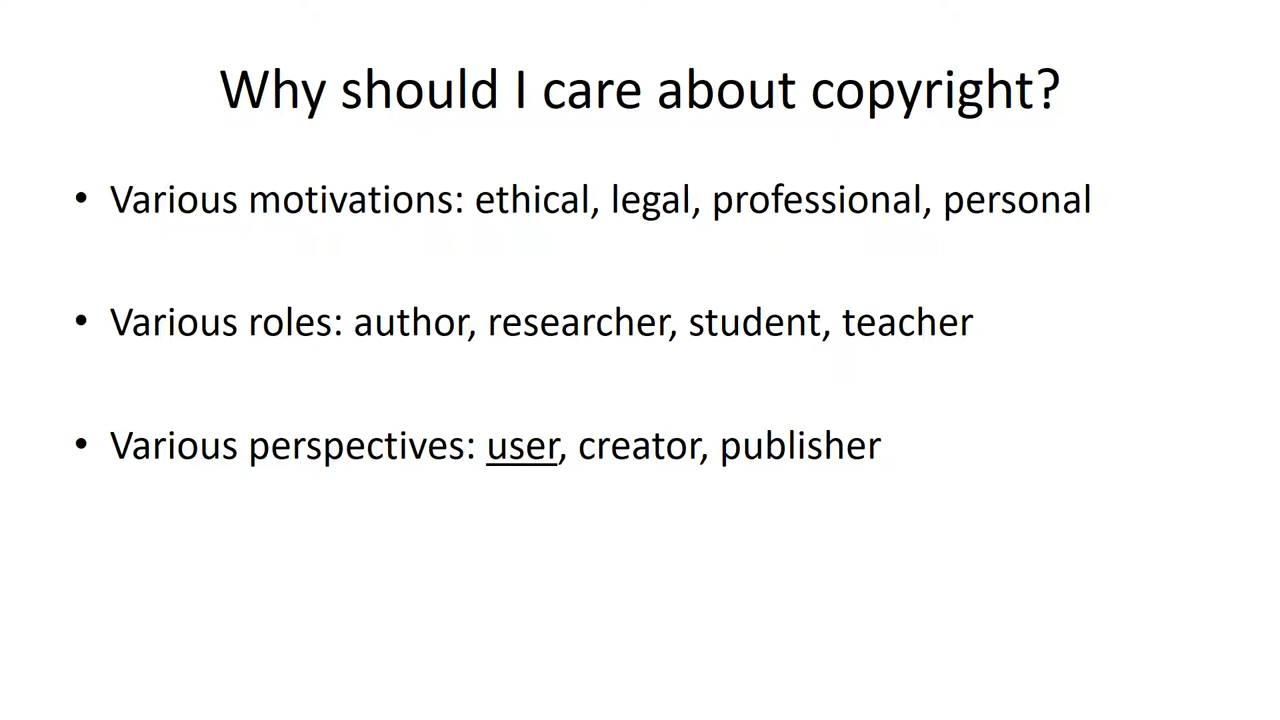 Why should I care about copyright?
• Various motivations: ethical, legal, professional, personal
• Various roles: author, researcher, student, teacher
• Various perspectives: user, creator, publisher